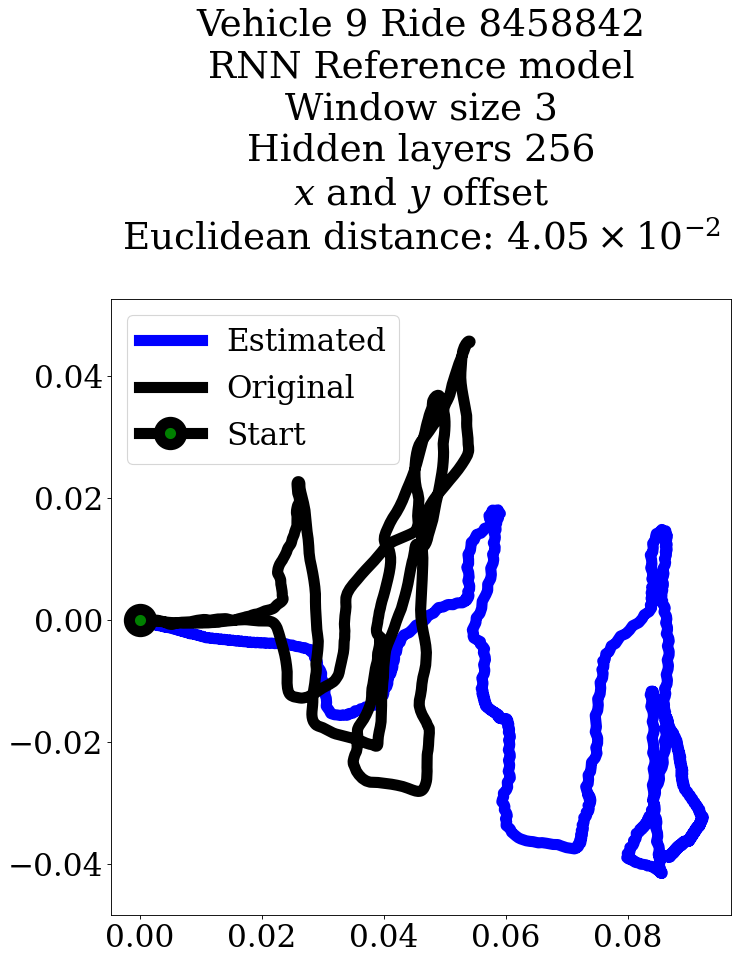 Vehicle 9 Ride 8458842
RNN Reference model
Window size 3
Hidden layers 256
x and y offset
Euclidean distance: 4.05 × 10⁻²
Estimated
Original
Start
0.04
0.02
0.00
−0.02
−0.04
0.00 0.02 0.04 0.06 0.08